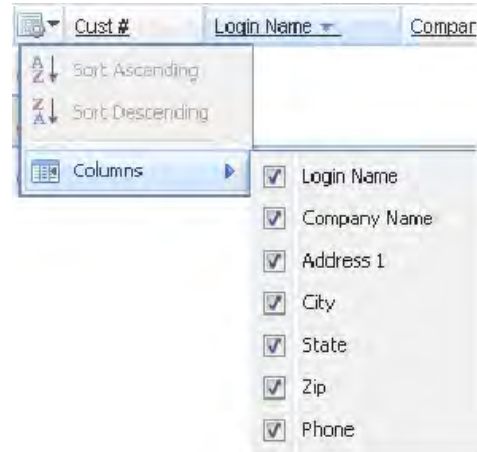 Cust # Login Name Compar
Sort Ascending
Sort Descending
Columns
Login Name
Company Name
Address 1
City
State
Zip
Phone